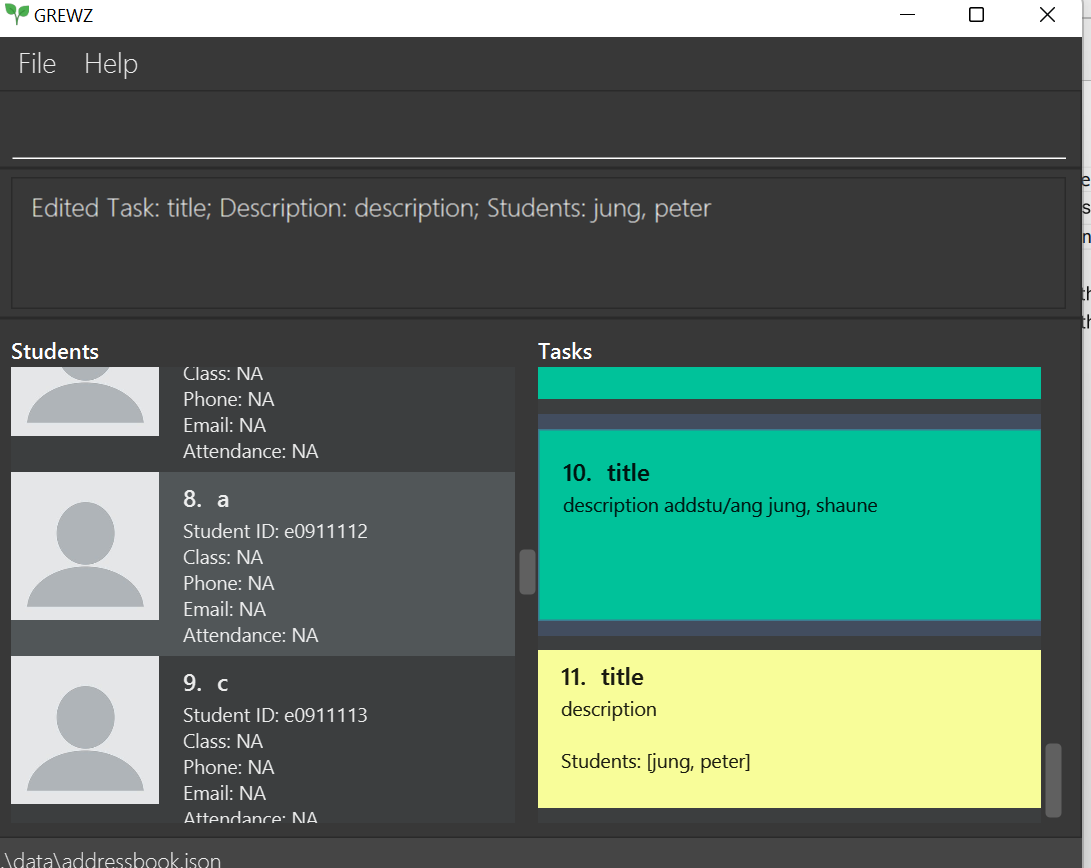 GREWZ
File Help
Edited Task: title; Description: description; Students: jung, peter
Students
Class: NA
Phone: NA
Email: NA
Attendance: NA
8. a
Student ID: e0911112
Class: NA
Phone: NA
Email: NA
Attendance: NA
9. c
Student ID: e0911113
Class: NA
Phone: NA
Email: NA
Attendance: NA
Tasks
10. title
description addstu/ang jung, shaune
11. title
description
Students: [jung, peter]
.\data\addressbook.json